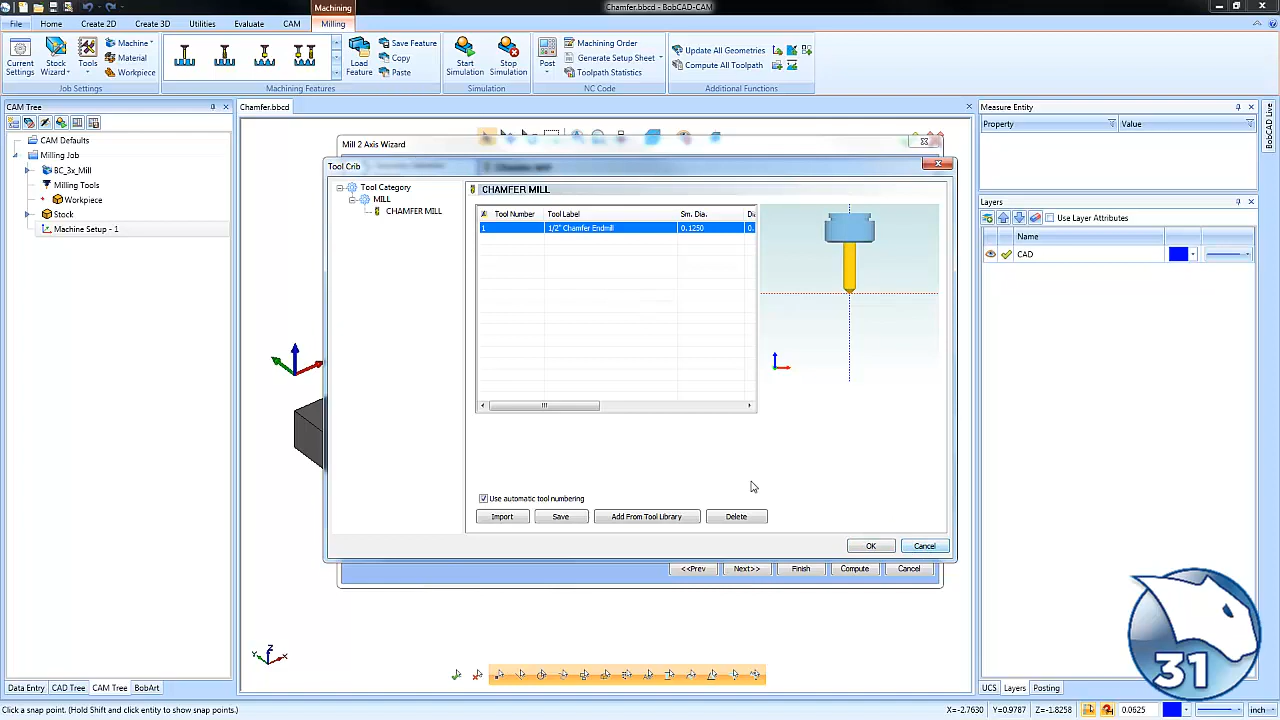 Machining
Chamfer.bbcd - BobCAD-CAM
File
Home
Create 2D
Create 3D
Utilities
Evaluate
CAM
Milling
Current Settings
Stock Wizard
Tools
Machine
Material
Workpiece
Load Feature
Save Feature
Copy
Paste
Start Simulation
Stop Simulation
Post
Machining Order
Generate Setup Sheet
Toolpath Statistics
Update All Geometries
Compute All Toolpath
Job Settings
Machining Features
Simulation
NC Code
Additional Functions
CAM Tree
Chamfer.bbcd
CAM Defaults
Milling Job
BC_3x_Mill
Milling Tools
Workpiece
Stock
Machine Setup - 1
Mill 2 Axis Wizard
Tool Crib
Tool Category
MILL
CHAMFER MILL
CHAMFER MILL
Tool Number
Tool Label
Sm. Dia.
Di
1
1/2" Chamfer Endmill
0.1250
0.
Use automatic tool numbering
Import
Save
Add From Tool Library
Delete
OK
Cancel
<<Prev
Next>>
Finish
Compute
Cancel
Measure Entity
Property
Value
BobCAD Live
Layers
Use Layer Attributes
Name
CAD
Z
Y
X
31
Data Entry
CAD Tree
CAM Tree
BobArt
UCS
Layers
Posting
Click a snap point. (Hold Shift and click entity to show snap points.)
X=-2.7630
Y=0.9787
Z=-1.8258
0.0625
inch